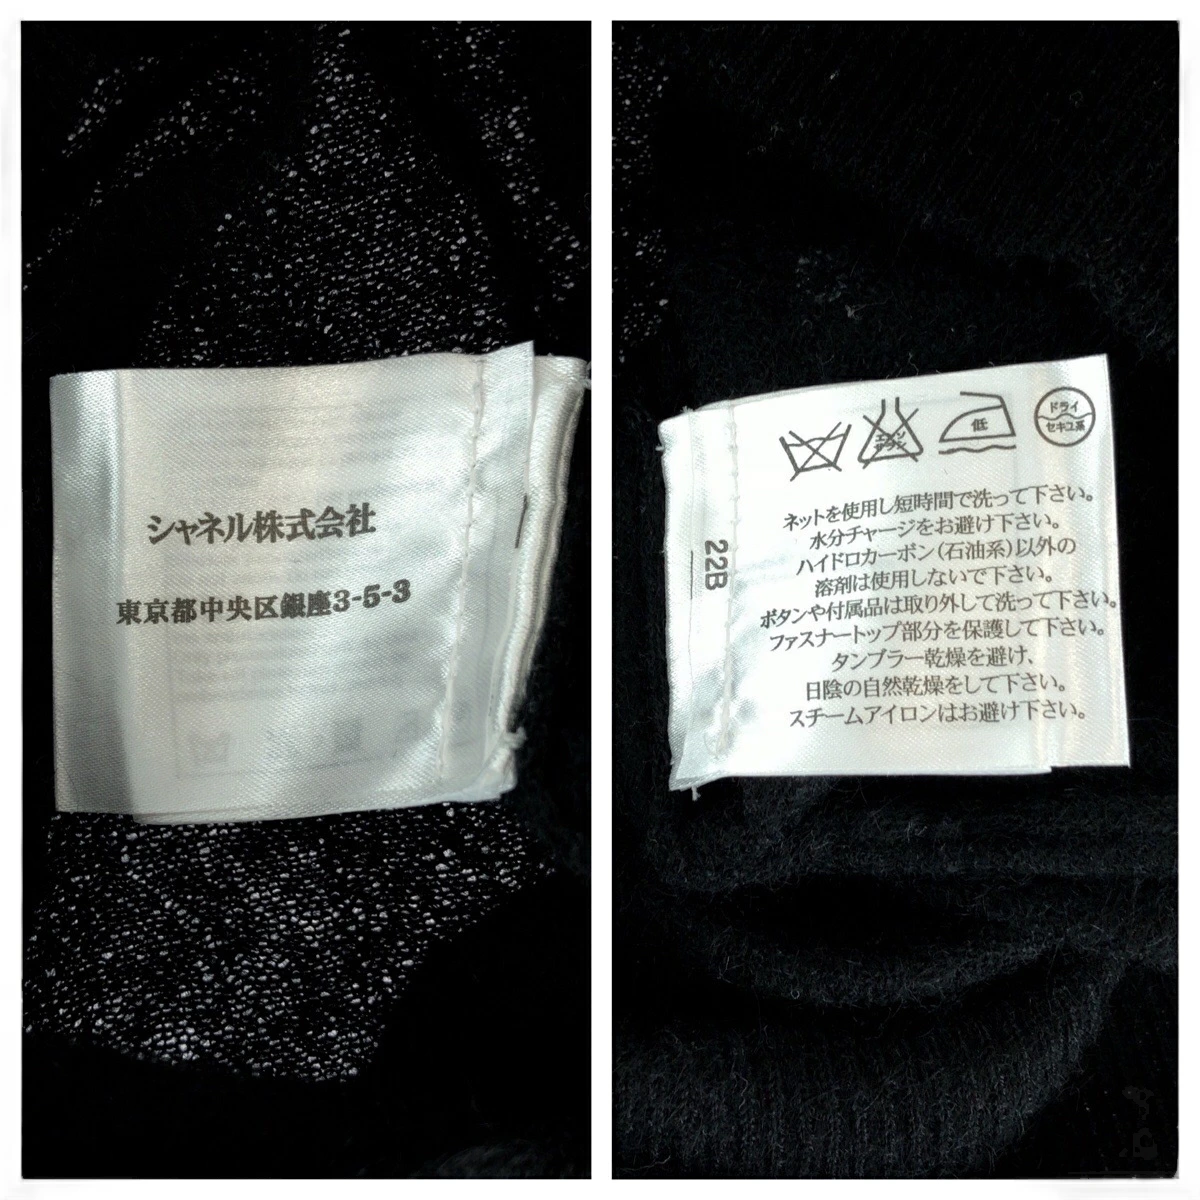 シャネル株式会社
東京都中央区銀座3-5-3
エンソ
サラシ
低
ドライ
セキユ系
22B
ネットを使用し短時間で洗って下さい。
水分チャージをお避け下さい。
ハイドロカーボン(石油系)以外の
溶剤は使用しないで下さい。
ボタンや付属品は取り外して洗って下さい。
ファスナートップ部分を保護して下さい。
タンブラー乾燥を避け、
日陰の自然乾燥をして下さい。
スチームアイロンはお避け下さい。